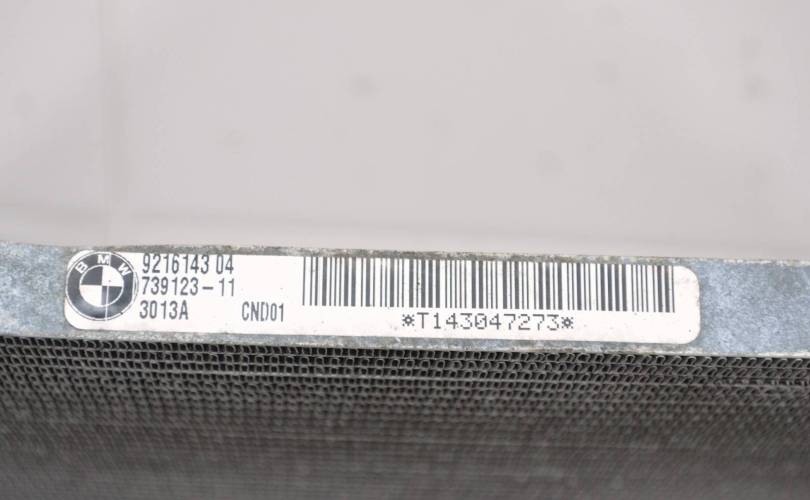 BMW
9216143 04
739123-11
3013A CND01
*T143047273*